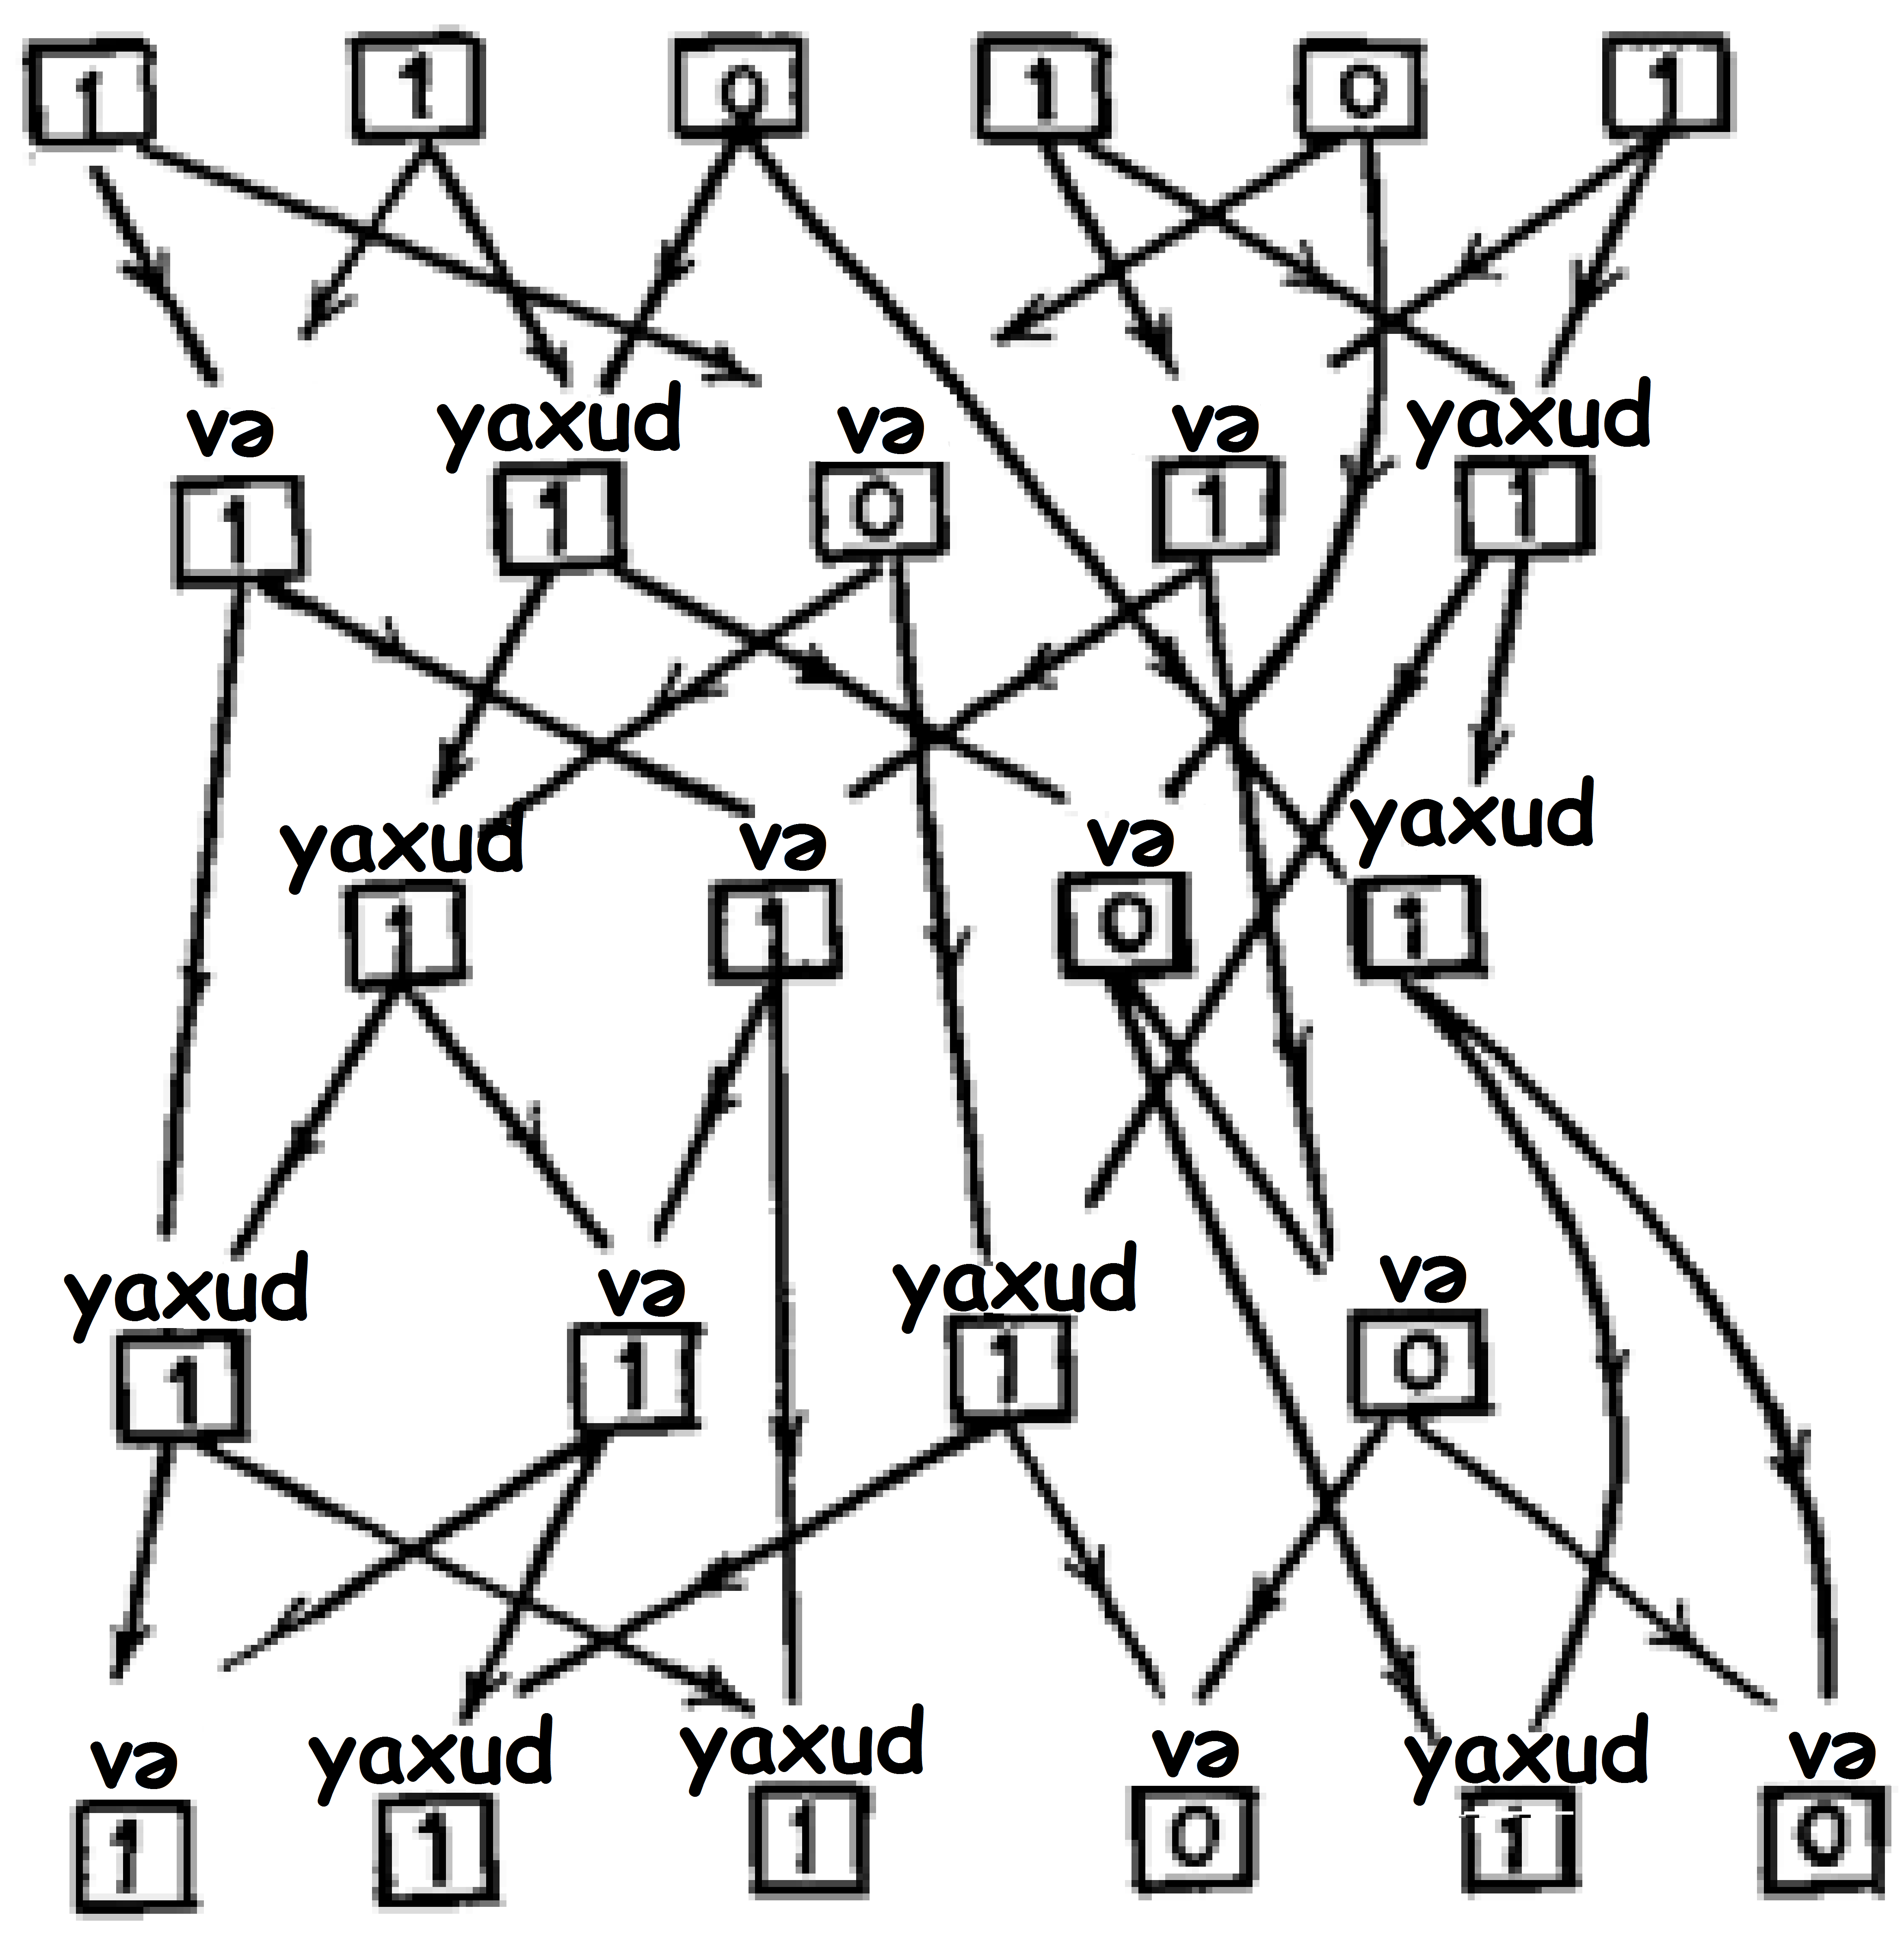 1 1 0 1 0 1
və yaxud və və yaxud
1 1 0 1 1
yaxud və və yaxud
1 1 0 1
yaxud və yaxud və
1 1 1 0
və yaxud yaxud və yaxud və
1 1 1 0 1 0